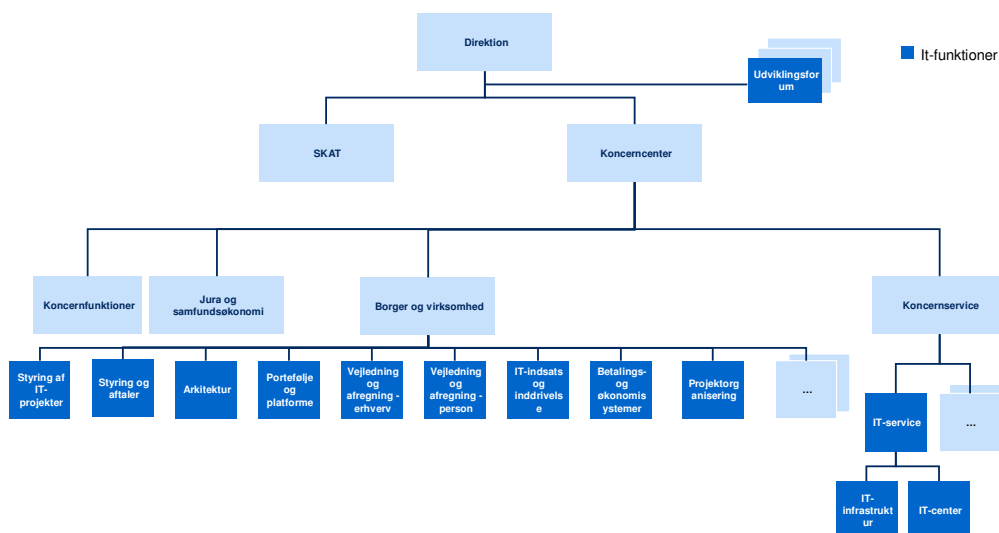 Direktion
It-funktioner
Udviklingsfor
um
SKAT
Koncerncenter
Koncernfunktioner
Jura og
samfundsøkonomi
Borger og virksomhed
Koncernservice
Styring af
IT-
projekter
Styring og
aftaler
Arkitektur
Portefølje
og
platforme
Vejledning
og
afregning -
erhverv
Vejledning
og
afregning -
person
IT-indsats
og
inddrivels
e
Betalings-
og
økonomis
ystemer
Projektorg
anisering
...
IT-service
...
IT-
infrastrukt
ur
IT-center